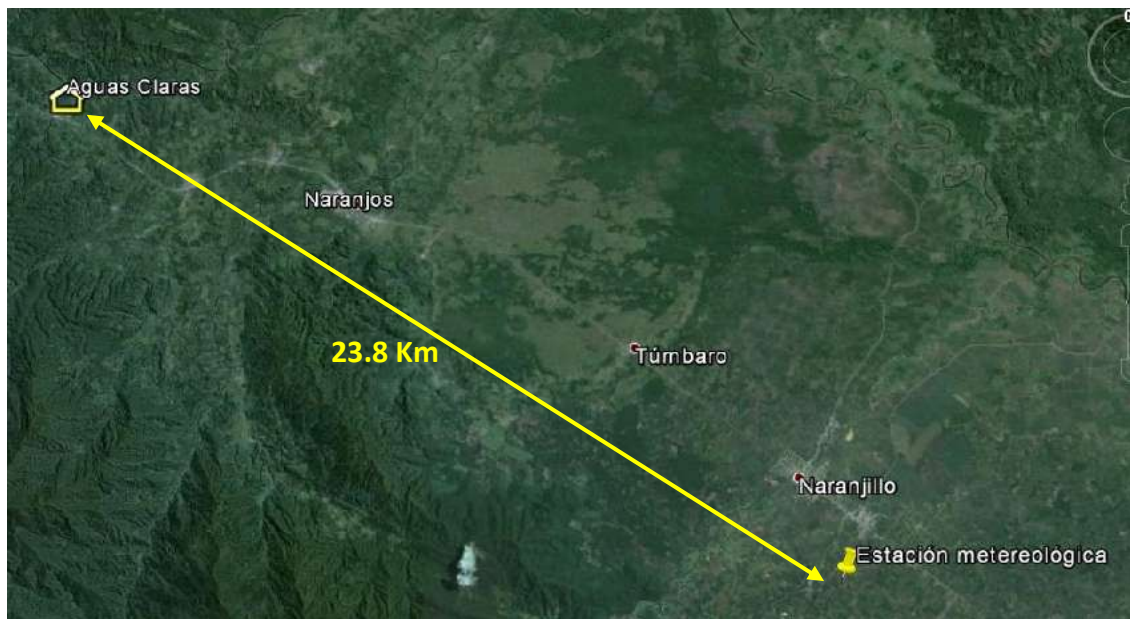 Aguas Claras
Naranjos
23.8 Km
Túmbaro
Naranjillo
Estación metereológica